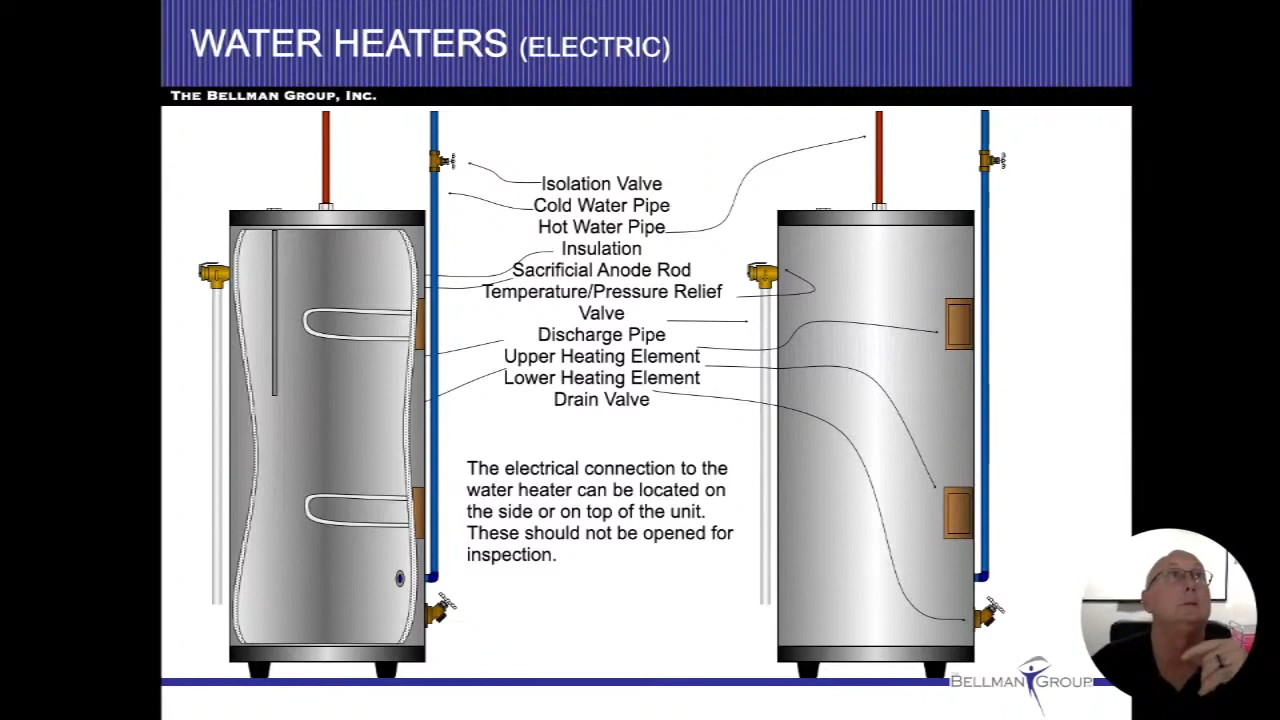 WATER HEATERS (ELECTRIC)
THE BELLMAN GROUP, INC.
Isolation Valve
Cold Water Pipe
Hot Water Pipe
Insulation
Sacrificial Anode Rod
Temperature/Pressure Relief
Valve
Discharge Pipe
Upper Heating Element
Lower Heating Element
Drain Valve
The electrical connection to the
water heater can be located on
the side or on top of the unit.
These should not be opened for
inspection.
BELLMAN GROUP